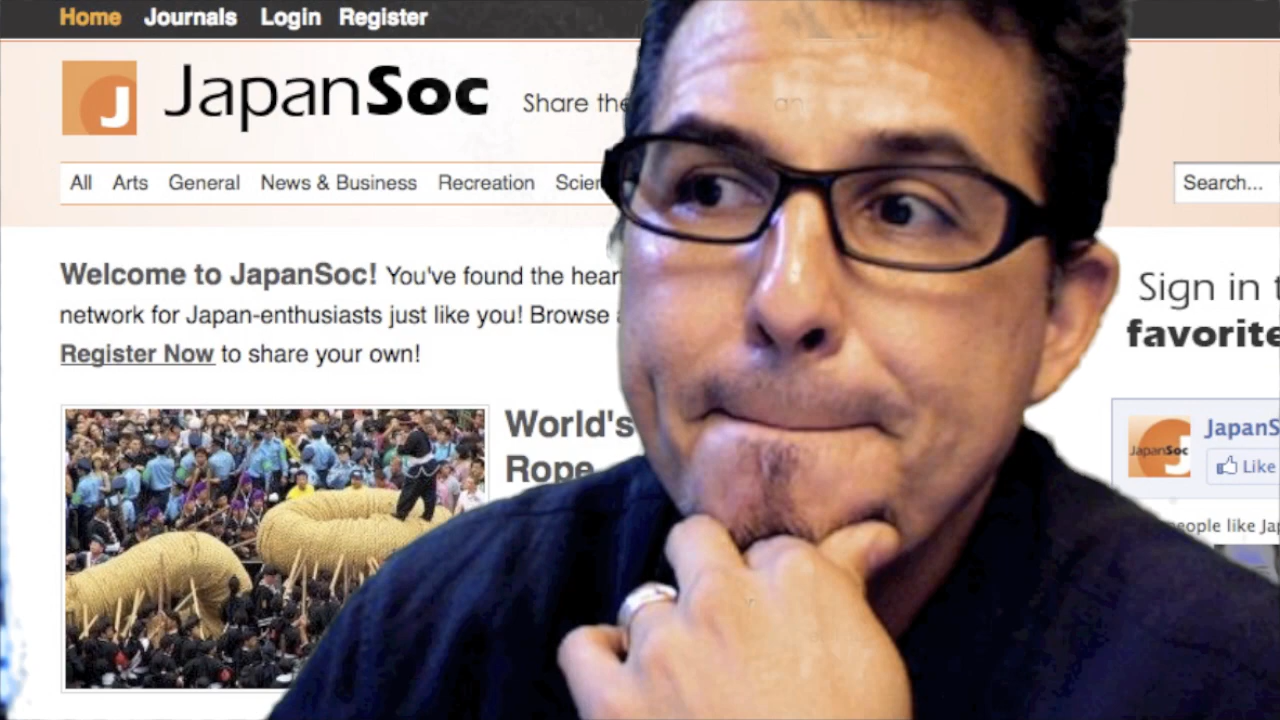 Home Journals Login Register
J JapanSoc Share the
All Arts General News & Business Recreation Scien
Search...
Welcome to JapanSoc! You've found the hear
network for Japan-enthusiasts just like you! Browse
Register Now to share your own!
Sign in t
favorite
World's
Rope
JapanS
JapanSoc
Like
people like Jap